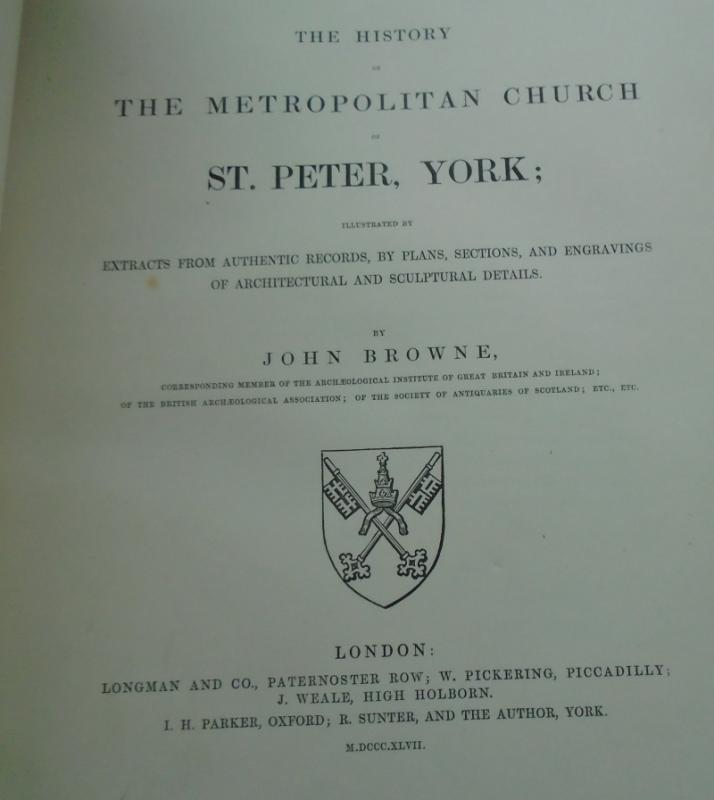 THE HISTORY
OF
THE METROPOLITAN CHURCH
OF
ST. PETER, YORK;
ILLUSTRATED BY
EXTRACTS FROM AUTHENTIC RECORDS, BY PLANS, SECTIONS, AND ENGRAVINGS
OF ARCHITECTURAL AND SCULPTURAL DETAILS.
BY
JOHN BROWNE,
CORRESPONDING MEMBER OF THE ARCHÆOLOGICAL INSTITUTE OF GREAT BRITAIN AND IRELAND;
OF THE BRITISH ARCHÆOLOGICAL ASSOCIATION; OF THE SOCIETY OF ANTIQUARIES OF SCOTLAND; ETC., ETC.
LONDON:
LONGMAN AND CO., PATERNOSTER ROW; W. PICKERING, PICCADILLY;
J. WEALE, HIGH HOLBORN.
I. H. PARKER, OXFORD; R. SUNTER, AND THE AUTHOR, YORK.
M.DCCC.XLVII.